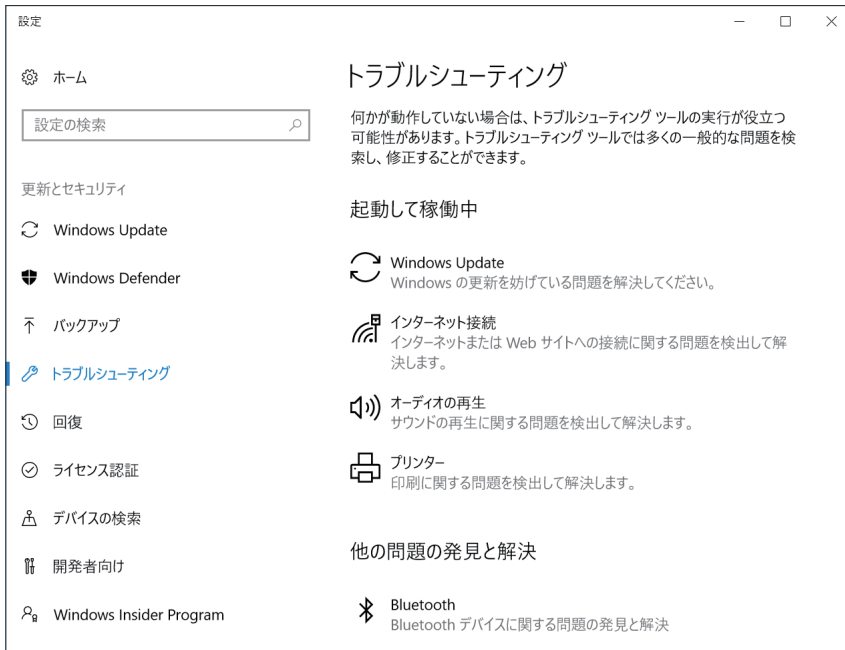 設定
ホーム
設定の検索
更新とセキュリティ
Windows Update
Windows Defender
バックアップ
トラブルシューティング
回復
ライセンス認証
デバイスの検索
開発者向け
Windows Insider Program
トラブルシューティング
何かが動作していない場合は、トラブルシューティング ツールの実行が役立つ
可能性があります。トラブルシューティング ツールでは多くの一般的な問題を検
索し、修正することができます。
起動して稼働中
Windows Update
Windows の更新を妨げている問題を解決してください。
インターネット接続
インターネットまたは Web サイトへの接続に関する問題を検出して解
決します。
オーディオの再生
サウンドの再生に関する問題を検出して解決します。
プリンター
印刷に関する問題を検出して解決します。
他の問題の発見と解決
Bluetooth
Bluetooth デバイスに関する問題の発見と解決